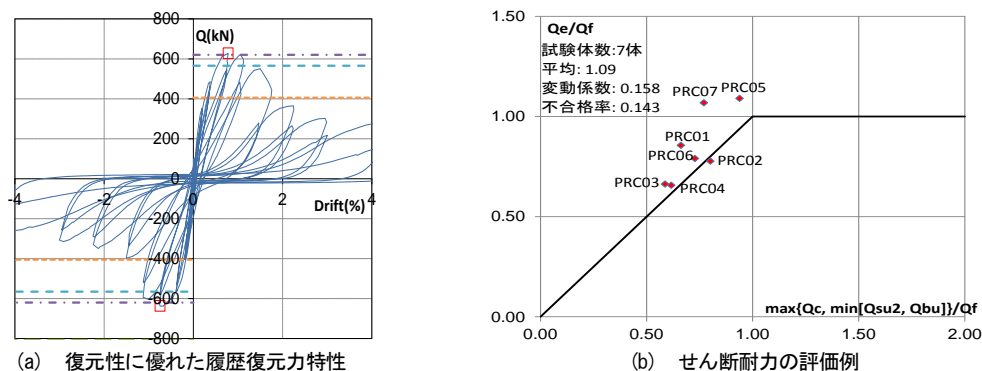 800
Q(kN)
600
400
200
0
-4
-2
0
2
4
Drift(%)
-200
-400
-600
-800
(a) 復元性に優れた履歴復元力特性
1.50
Qe/Qf
試験体数:7体
平均: 1.09
変動係数: 0.158
不合格率: 0.143
PRC07
PRC05
1.00
PRC01
PRC06
PRC02
PRC03
PRC04
0.50
max{Qc, min[Qsu2, Qbu]}/Qf
0.00
0.00
0.50
1.00
1.50
2.00
(b) せん断耐力の評価例